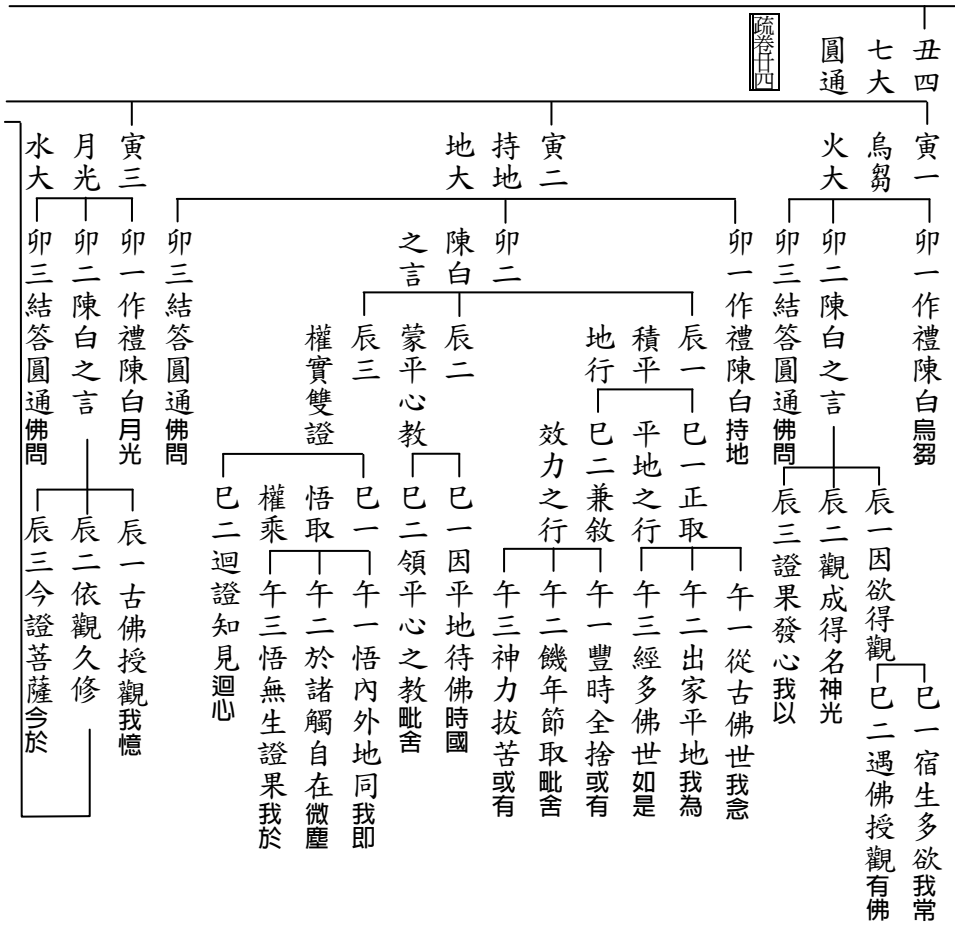 丑四
七大
圓通
疏卷廿四
寅一
烏芻
火大
卯一作禮陳白烏芻
卯二陳白之言
辰一因欲得觀
巳一宿生多欲我常
巳二遇佛授觀有佛
辰二觀成得名神光
辰三證果發心我以
卯三結答圓通佛問
寅二
持地
地大
卯一作禮陳白持地
卯二
陳白
之言
辰一
積平
地行
巳一正取
平地之行
午一從古佛世我念
午二出家平地我為
午三經多佛世如是
巳二兼敘
效力之行
午一豐時全捨或有
午二饑年節取毗舍
午三神力拔苦或有
辰二
蒙平心教
巳一因平地待佛時國
巳二領平心之教毗舍
辰三
權實雙證
巳一
悟取
權乘
午一悟內外地同我即
午二於諸觸自在微塵
午三悟無生證果我於
巳二迴證知見迴心
卯三結答圓通佛問
寅三
月光
水大
卯一作禮陳白月光
卯二陳白之言
辰一古佛授觀我憶
辰二依觀久修
辰三今證菩薩今於
卯三結答圓通佛問